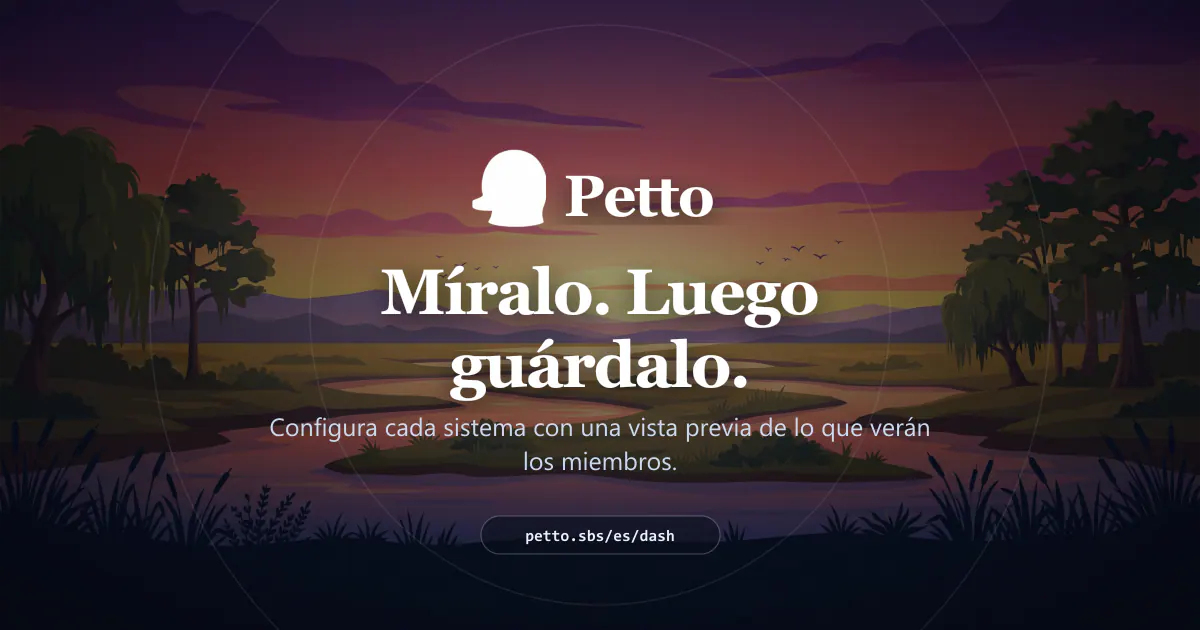 Petto
Míralo. Luego
guárdalo.
Configura cada sistema con una vista previa de lo que verán
los miembros.
petto.sbs/es/dash